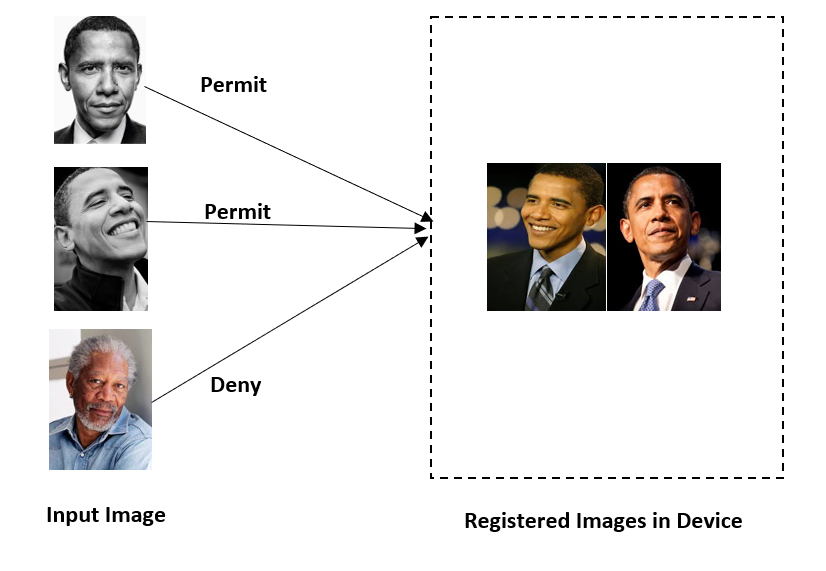 Permit
Permit
Deny
Input Image
Registered Images in Device